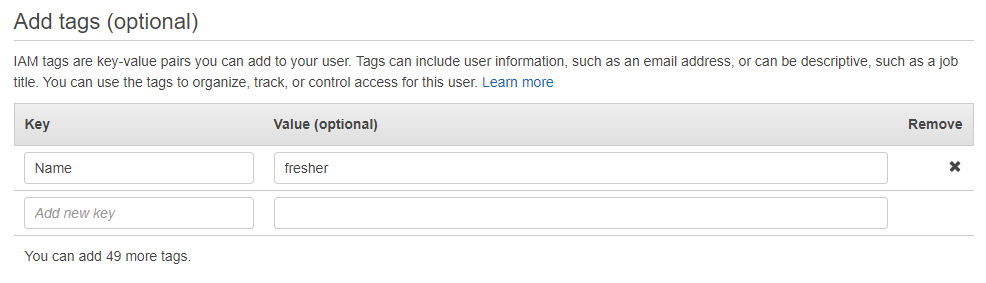 Add tags (optional)
IAM tags are key-value pairs you can add to your user. Tags can include user information, such as an email address, or can be descriptive, such as a job
title. You can use the tags to organize, track, or control access for this user. Learn more
Key Value (optional) Remove
Name fresher
Add new key
You can add 49 more tags.